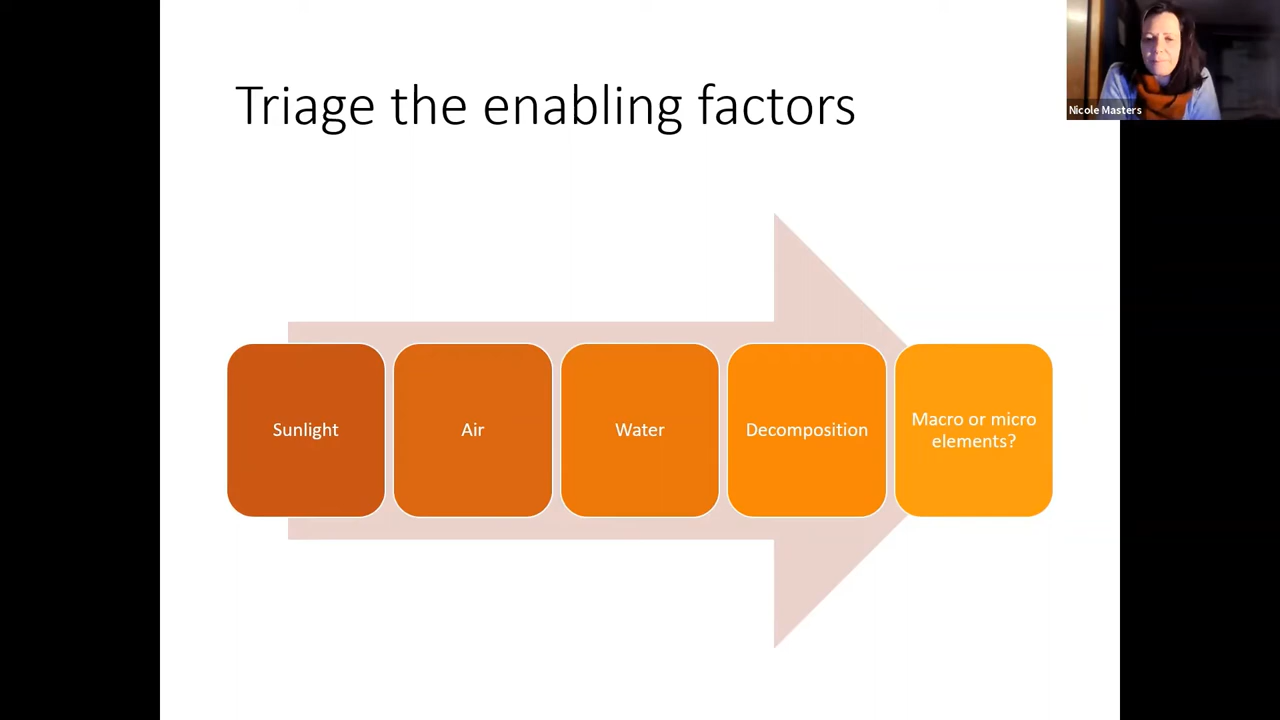 Triage the enabling factors
Nicole Masters
Sunlight
Air
Water
Decomposition
Macro or micro
elements?